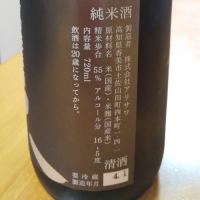 純米酒
製造者 株式会社アリサワ
高知県香美市土佐山田町西本町一-四-一
原材料名 米(国産)・米麹(国産米)
精米歩合 55% アルコール分 16.5度
内容量 720ml
飲酒は20歳になってから。
清酒
要冷蔵
製造年月
4.